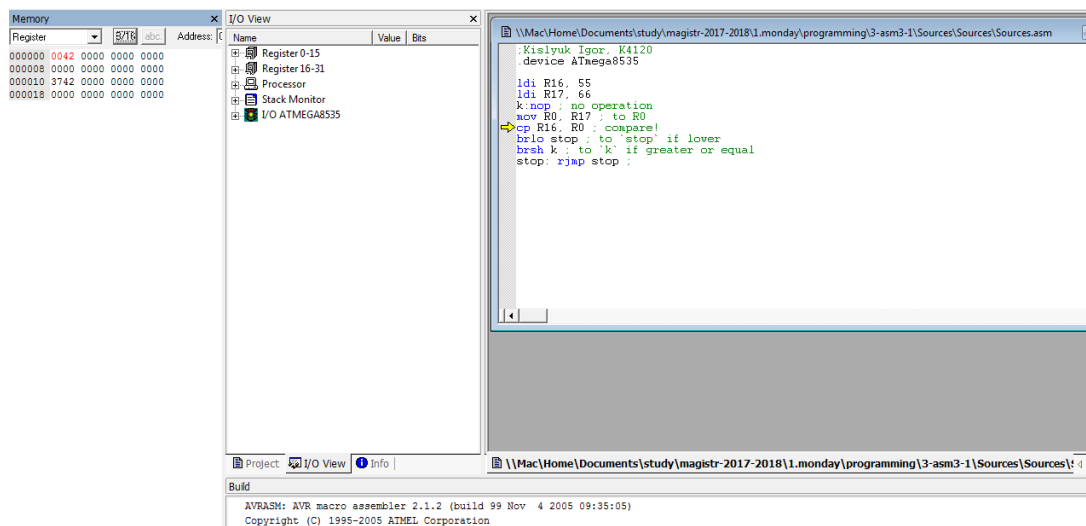 Memory
Register 8/16 abc. Address:
000000 0042 0000 0000 0000
000008 0000 0000 0000 0000
000010 3742 0000 0000 0000
000018 0000 0000 0000 0000
I/O View
Name Value Bits
Register 0-15
Register 16-31
Processor
Stack Monitor
I/O ATMEGA8535
Project I/O View Info
\\Mac\Home\Documents\study\magistr-2017-2018\1.monday\programming\3-asm3-1\Sources\Sources\Sources.asm
;Kislyuk Igor, K4120
.device ATmega8535
ldi R16, 55
ldi R17, 66
k:nop ; no operation
mov R0, R17 ; to R0
cp R16, R0 ; compare!
brlo stop ; to `stop` if lower
brsh k ; to `k` if greater or equal
stop: rjmp stop ;
\\Mac\Home\Documents\study\magistr-2017-2018\1.monday\programming\3-asm3-1\Sources\Sources\
Build
AVRASM: AVR macro assembler 2.1.2 (build 99 Nov 4 2005 09:35:05)
Copyright (C) 1995-2005 ATMEL Corporation